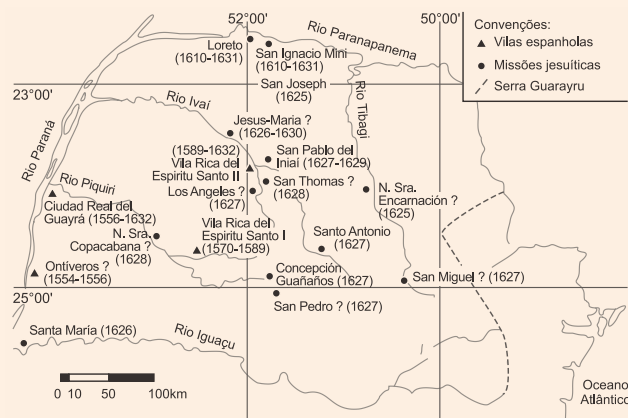 52°00'
50°00'
Convenções:
Vilas espanholas
Missões jesuíticas
Serra Guarayru
Rio Paranapanema
Loreto
(1610-1631)
San Ignacio Mini
(1610-1631)
San Joseph
(1625)
23°00'
Rio Paraná
Rio Ivaí
Rio Tibagi
Jesus-Maria ?
(1626-1630)
(1589-1632)
Vila Rica del
Espiritu Santo II
San Pablo del
Iniaí (1627-1629)
Los Angeles ?
(1627)
San Thomas ?
(1628)
N. Sra.
Encarnación ?
(1625)
Rio Piquiri
Ciudad Real del
Guayrá (1556-1632)
N. Sra.
Copacabana ?
(1628)
Vila Rica del
Espiritu Santo I
(1570-1589)
Santo Antonio
(1627)
Ontiveros ?
(1554-1556)
Concepción
Guañaños (1627)
San Miguel ? (1627)
25°00'
San Pedro ? (1627)
Santa Maria (1626)
Rio Iguaçu
0 10 50 100km
Oceano
Atlântico